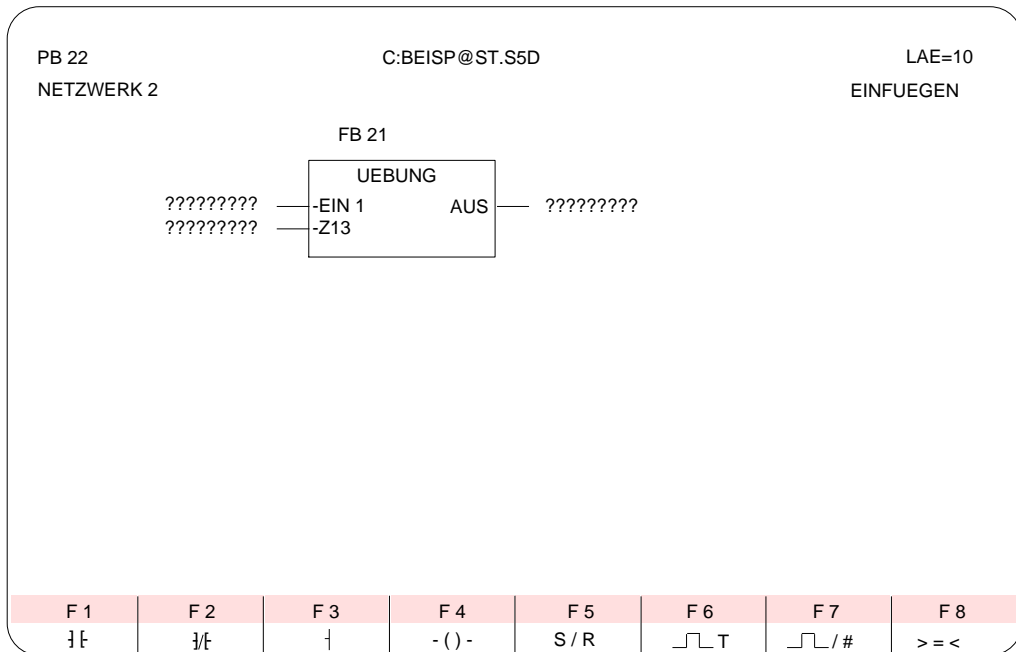 PB 22 C:BEISP@ST.S5D LAE=10
NETZWERK 2 EINFUEGEN
FB 21
UEBUNG
????????? -EIN 1 AUS ?????????
????????? -Z13
F 1 F 2 F 3 F 4 F 5 F 6 F 7 F 8
- ( ) - S / R T / # > = <